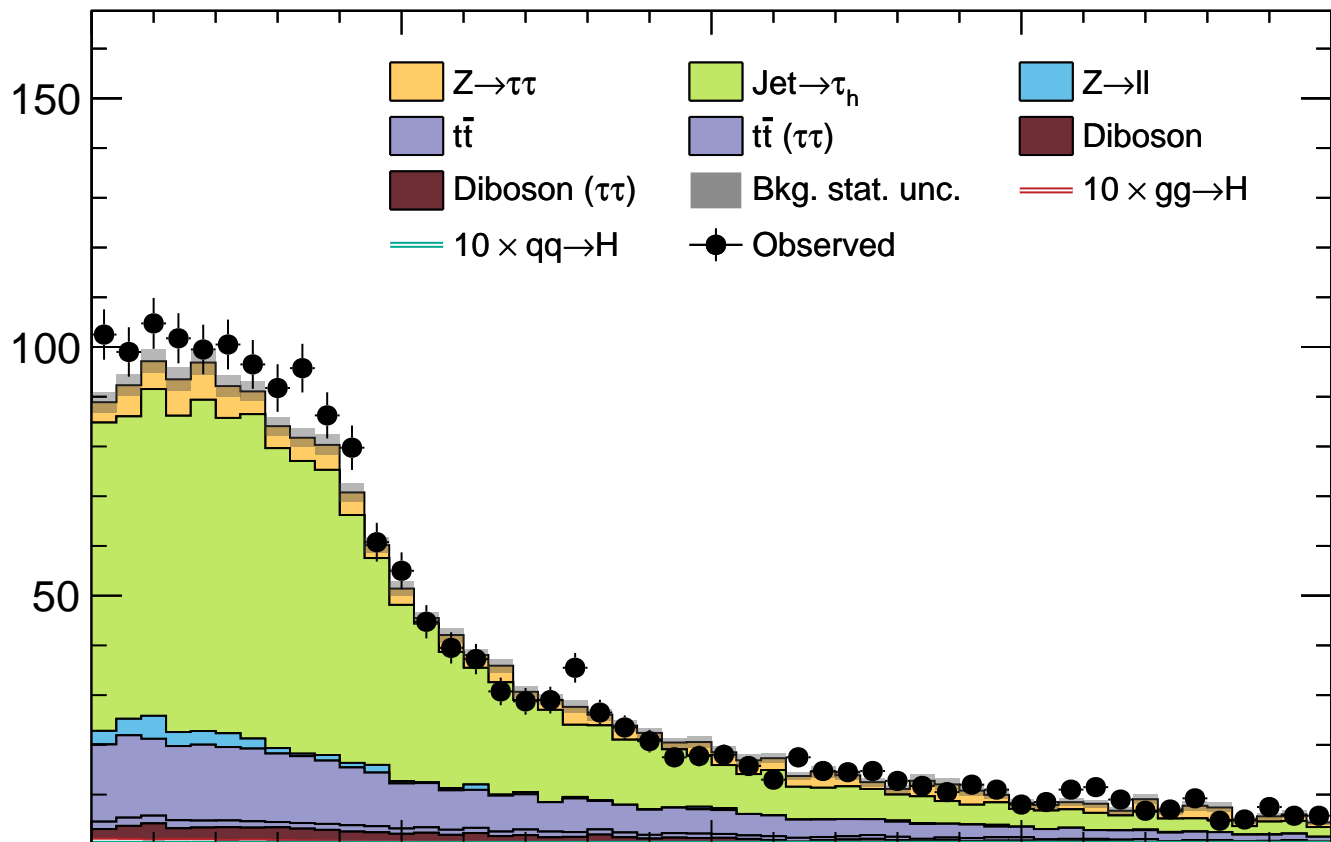 150
Z→ττ Jet→τ_h Z→ll
tt̄ tt̄ (ττ) Diboson
Diboson (ττ) Bkg. stat. unc. 10 × gg→H
10 × qq→H Observed
100
50